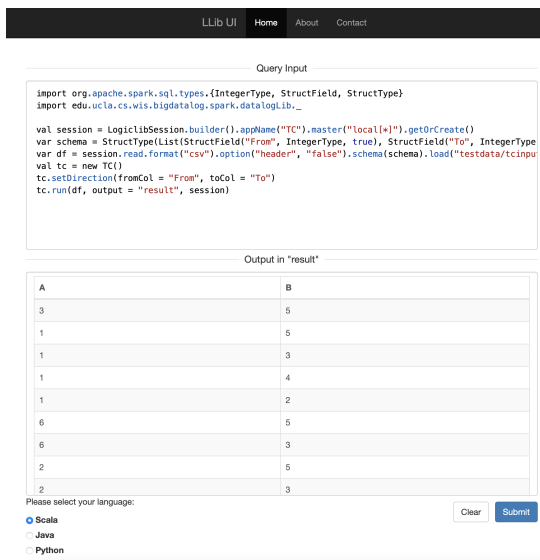 LLib UI Home About Contact
Query Input
import org.apache.spark.sql.types.{IntegerType, StructField, StructType}
import edu.ucla.cs.wis.bigdatalog.spark.datalogLib._
val session = LogiclibSession.builder().appName("TC").master("local[*]").getOrCreate()
var schema = StructType(List(StructField("From", IntegerType, true), StructField("To", IntegerType
var df = session.read.format("csv").option("header", "false").schema(schema).load("testdata/tcinpu
val tc = new TC()
tc.setDirection(fromCol = "From", toCol = "To")
tc.run(df, output = "result", session)
Output in "result"
A B
3 5
1 5
1 3
1 4
1 2
6 5
6 3
2 5
2 3
Please select your language:
Clear Submit
Scala
Java
Python